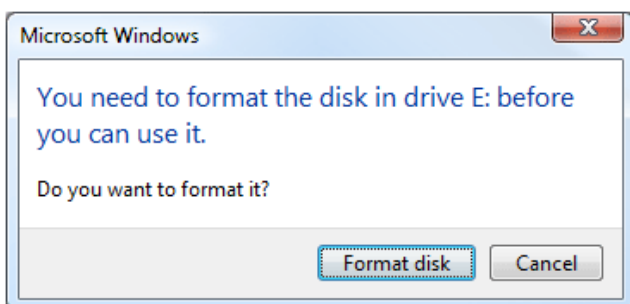 Microsoft Windows
You need to format the disk in drive E: before
you can use it.
Do you want to format it?
Format disk Cancel